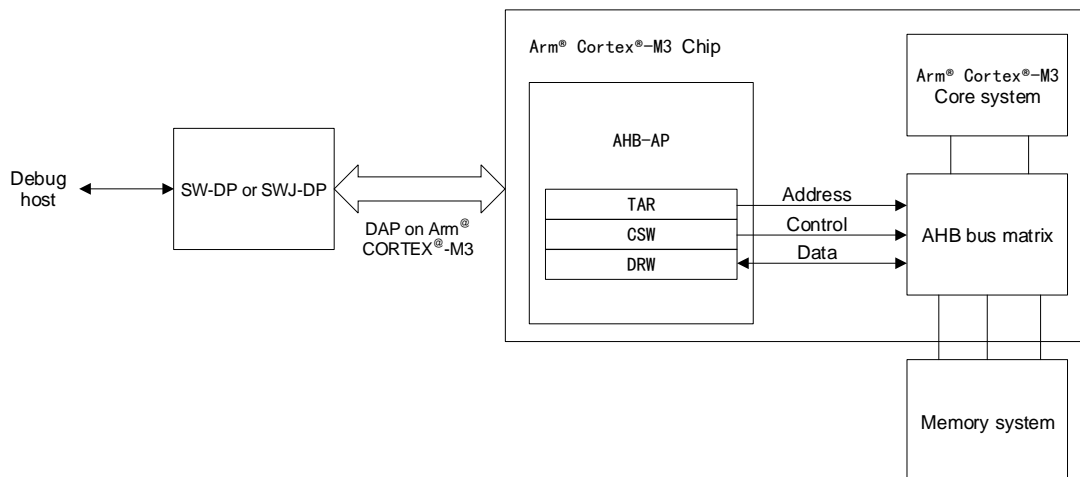 Arm® Cortex®-M3 Chip
Arm® Cortex®-M3
Core system
AHB-AP
Debug
host
SW-DP or SWJ-DP
DAP on Arm@
CORTEX@-M3
TAR
CSW
DRW
Address
Control
Data
AHB bus matrix
Memory system